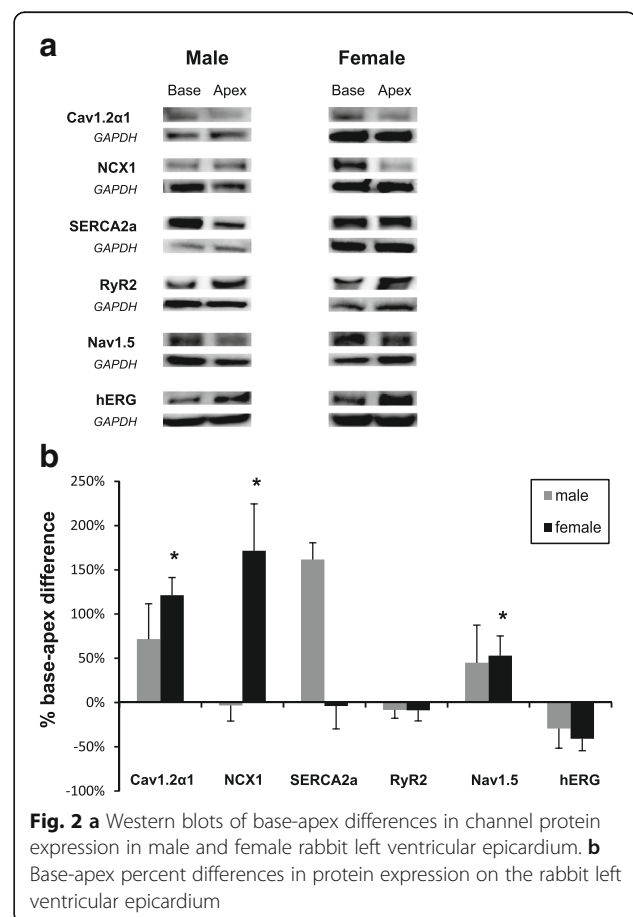 a
Male Female
Base Apex Base Apex
Cav1.2α1
GAPDH
NCX1
GAPDH
SERCA2a
GAPDH
RyR2
GAPDH
Nav1.5
GAPDH
hERG
GAPDH
b
% base-apex difference
250%
200%
150%
100%
50%
0%
-50%
-100%
* * *
male
female
Cav1.2α1 NCX1 SERCA2a RyR2 Nav1.5 hERG
Fig. 2 a Western blots of base-apex differences in channel protein
expression in male and female rabbit left ventricular epicardium. b
Base-apex percent differences in protein expression on the rabbit left
ventricular epicardium